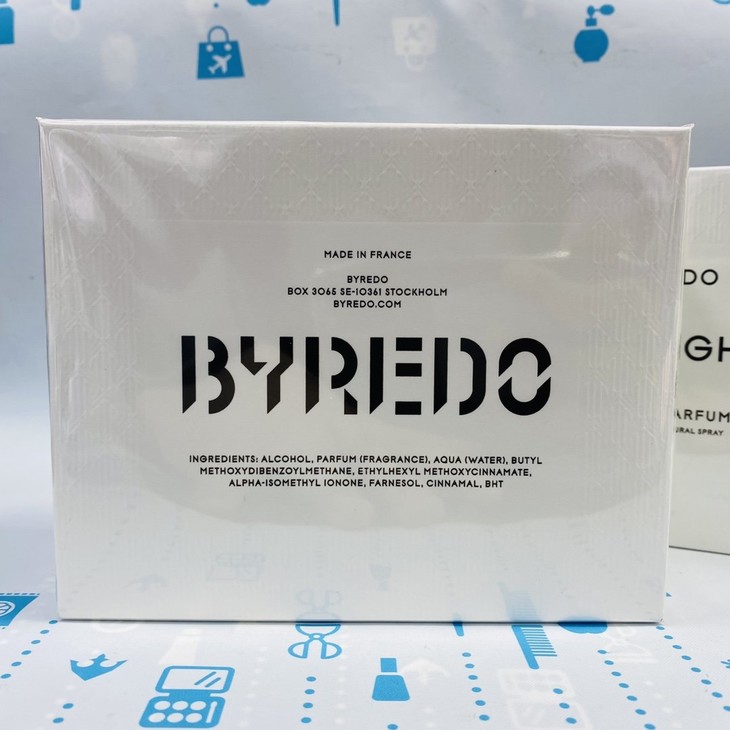 MADE IN FRANCE
BYREDO
BOX 3065 SE-10361 STOCKHOLM
BYREDO.COM
BYREDO
INGREDIENTS: ALCOHOL, PARFUM (FRAGRANCE), AQUA (WATER), BUTYL
METHOXYDIBENZOYLMETHANE, ETHYLHEXYL METHOXYCINNAMATE,
ALPHA-ISOMETHYL IONONE, FARNESOL, CINNAMAL, BHT
DO
GH
ARFUM
URAL SPRAY